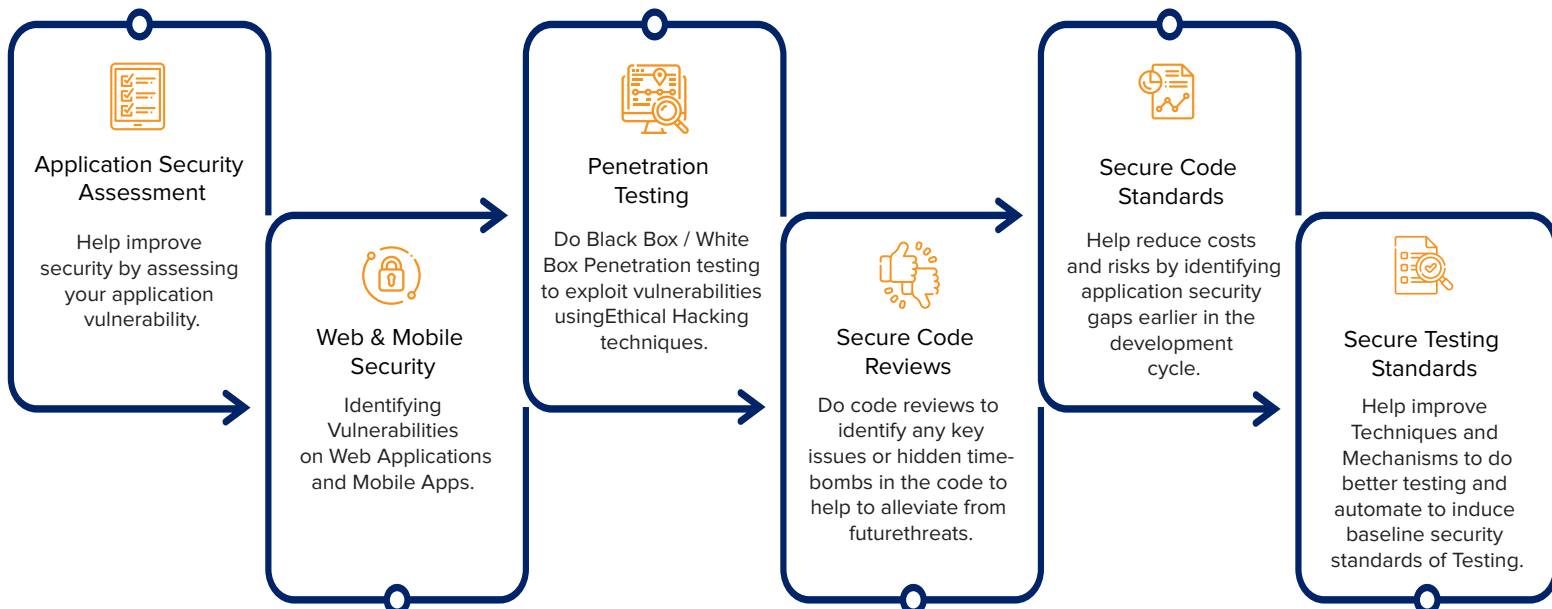 Application Security
Assessment
Help improve
security by assessing
your application
vulnerability.
Web & Mobile
Security
Identifying
Vulnerabilities
on Web Applications
and Mobile Apps.
Penetration
Testing
Do Black Box / White
Box Penetration testing
to exploit vulnerabilities
usingEthical Hacking
techniques.
Secure Code
Reviews
Do code reviews to
identify any key
issues or hidden time-
bombs in the code to
help to alleviate from
futurethreats.
Secure Code
Standards
Help reduce costs
and risks by identifying
application security
gaps earlier in the
development
cycle.
Secure Testing
Standards
Help improve
Techniques and
Mechanisms to do
better testing and
automate to induce
baseline security
standards of Testing.